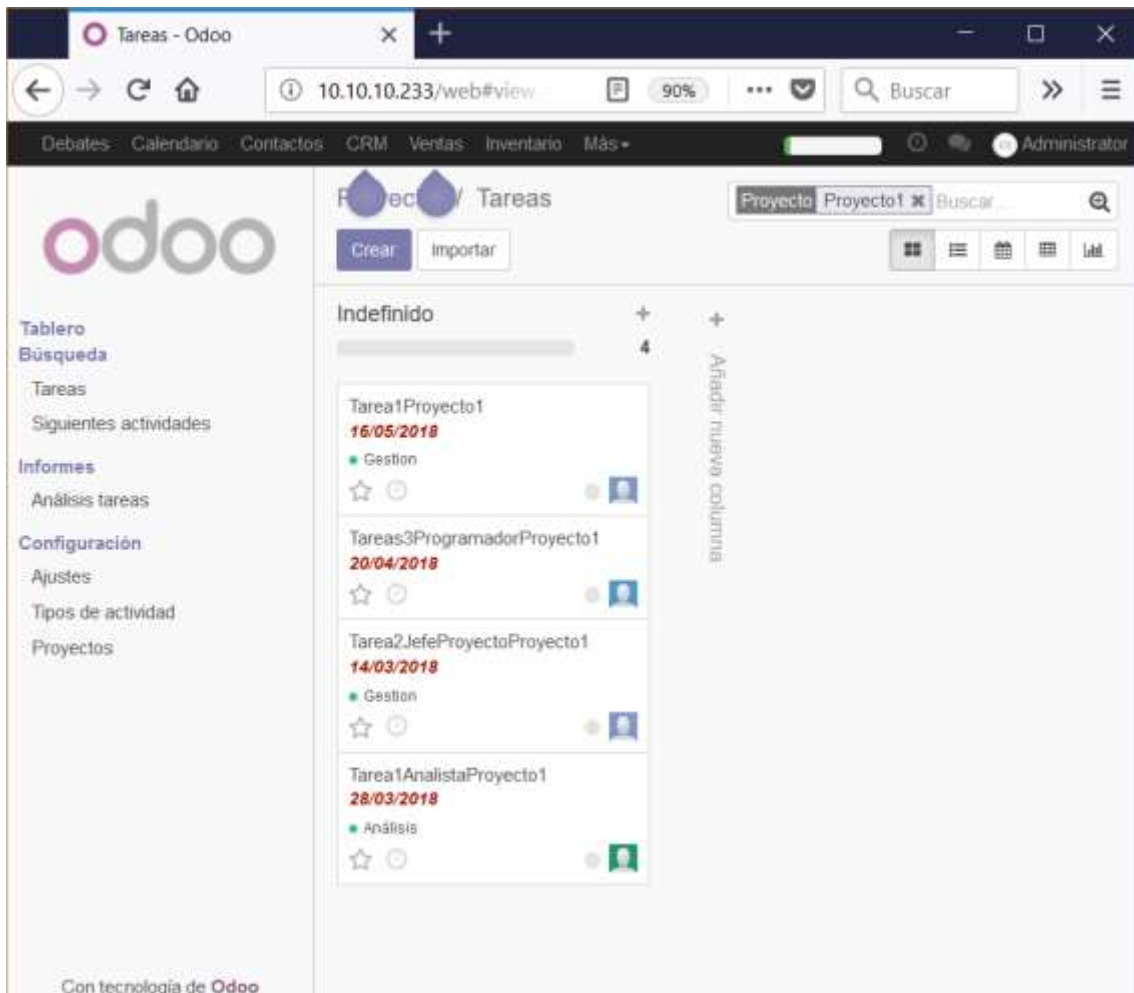 Tareas - Odoo
10.10.10.233/web#view
90%
Buscar
Debates Calendario Contactos CRM Ventas Inventario Más
Administrator
odoo
/ Tareas
Proyecto Proyecto1 Buscar...
Crear Importar
Tablero
Búsqueda
Tareas
Siguientes actividades
Informes
Análisis tareas
Configuración
Ajustes
Tipos de actividad
Proyectos
Indefinido
4
Tarea1Proyecto1
16/05/2018
Gestion
Tareas3ProgramadorProyecto1
20/04/2018
Tarea2JefeProyectoProyecto1
14/03/2018
Gestion
Tarea1AnalistaProyecto1
28/03/2018
Análisis
Añadir nueva columna
Con tecnología de Odoo